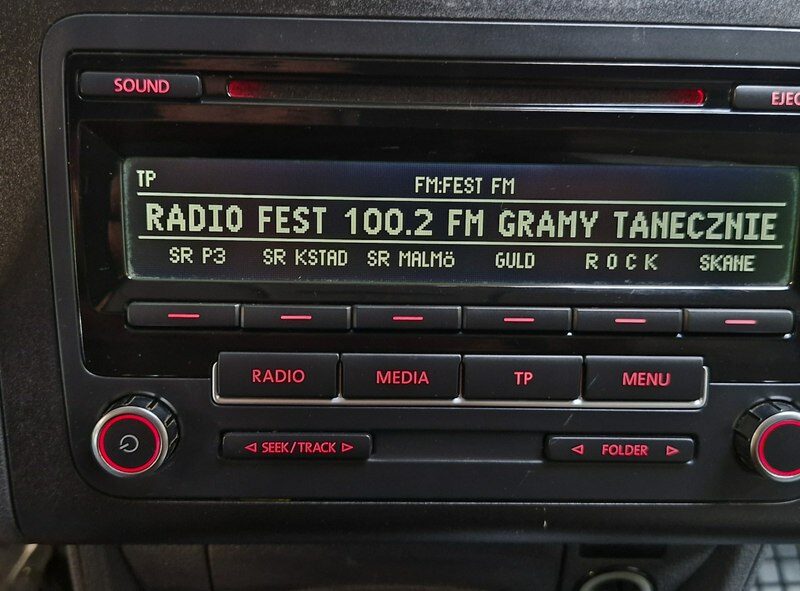 SOUND
EJEC
TP
FM:FEST FM
RADIO FEST 100.2 FM GRAMY TANECZNIE
SR P3 SR KSTAD SR MALMö GULD R O C K SKANE
RADIO MEDIA TP MENU
SEEK/TRACK FOLDER